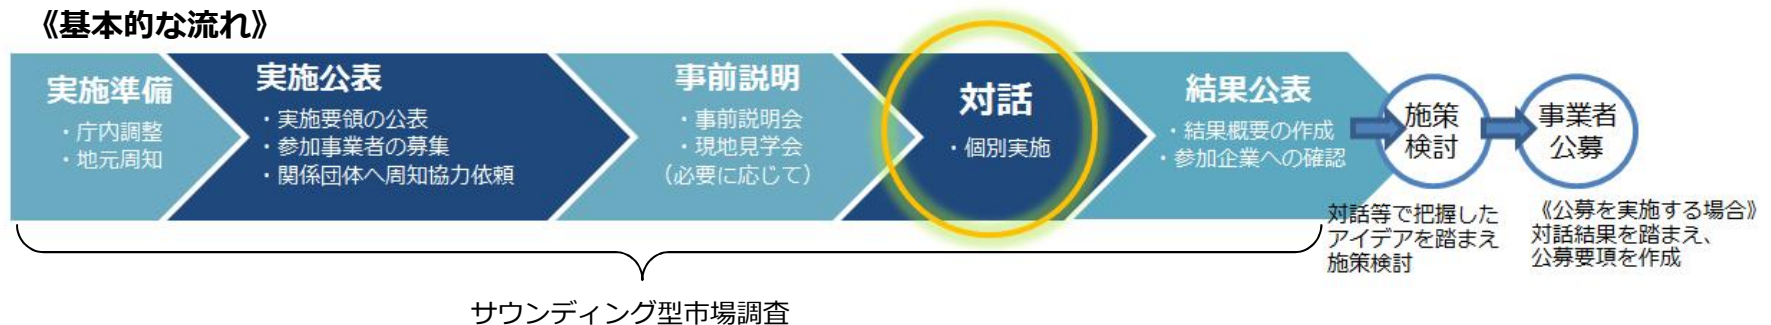 《基本的な流れ》
実施準備
・庁内調整
・地元周知
実施公表
・実施要領の公表
・参加事業者の募集
・関係団体へ周知協力依頼
事前説明
・事前説明会
・現地見学会
（必要に応じて）
対話
・個別実施
結果公表
・結果概要の作成
・参加企業への確認
施策
検討
事業者
公募
対話等で把握した
アイデアを踏まえ
施策検討
《公募を実施する場合》
対話結果を踏まえ、
公募要項を作成
サウンディング型市場調査